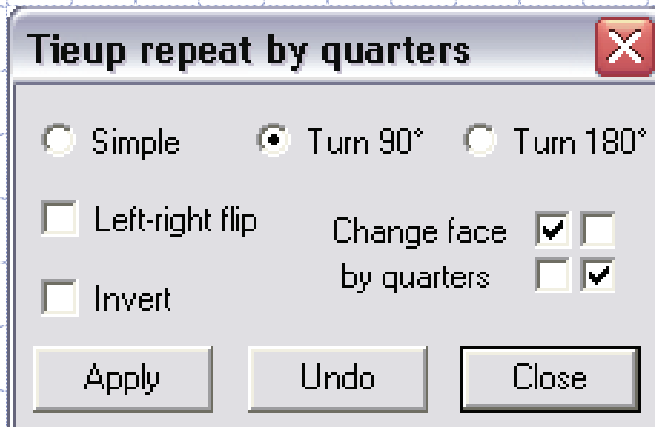 Tieup repeat by quarters
Simple Turn 90° Turn 180°
Left-right flip
Change face
by quarters
Invert
Apply Undo Close